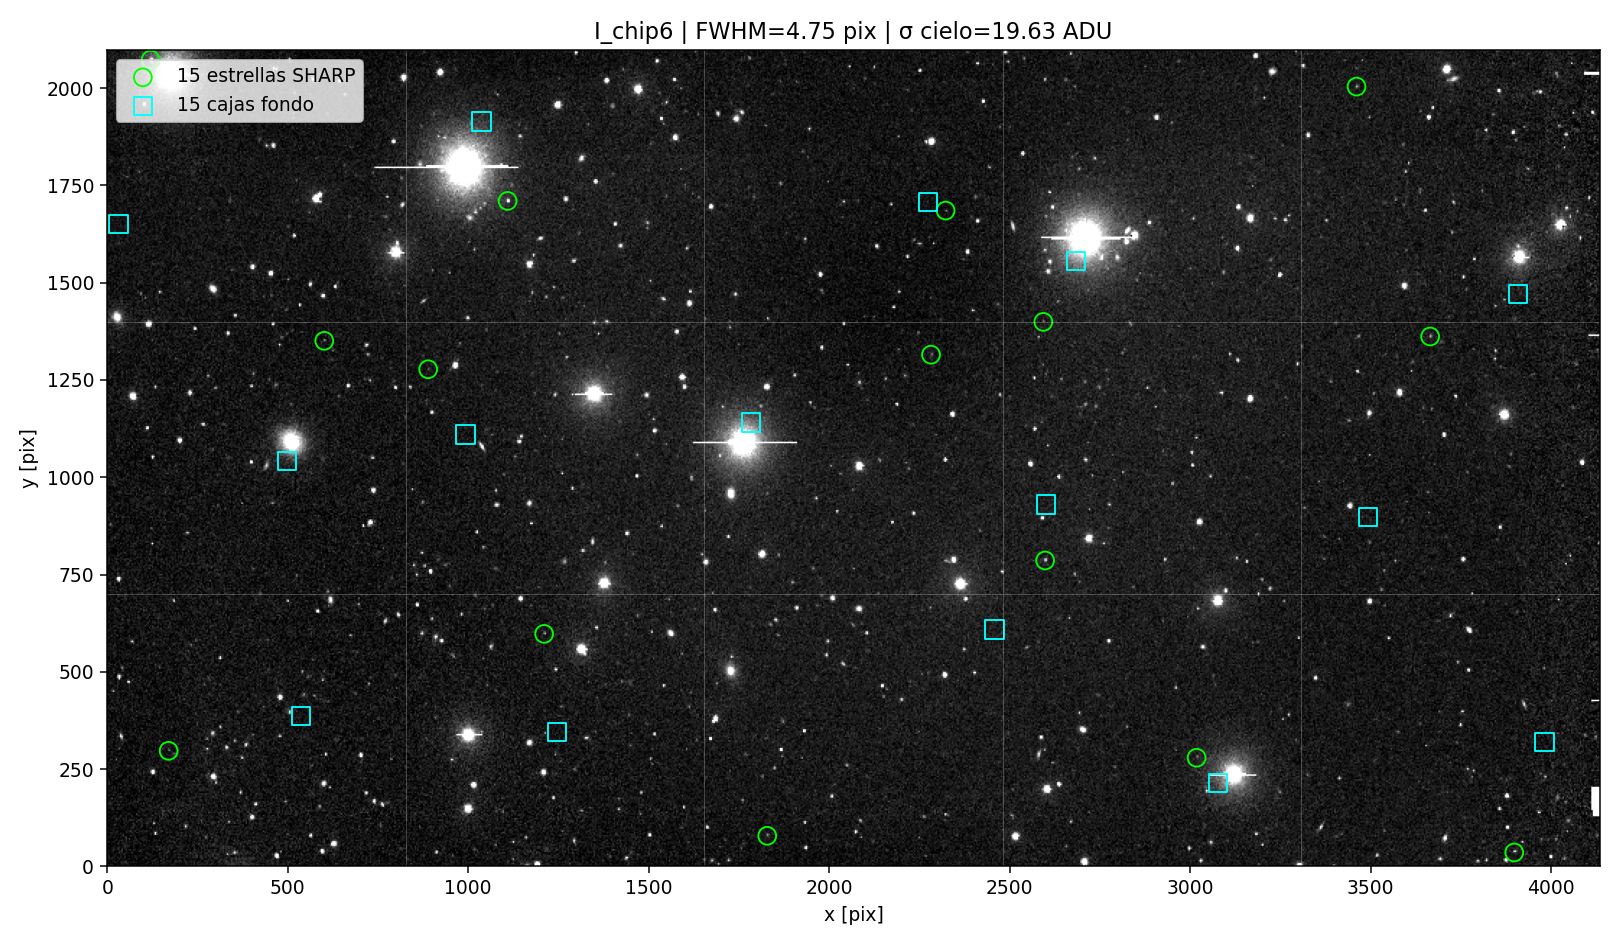 I_chip6 | FWHM=4.75 pix | σ cielo=19.63 ADU
15 estrellas SHARP
15 cajas fondo
y [pix]
2000
1750
1500
1250
1000
750
500
250
0
0 500 1000 1500 2000 2500 3000 3500 4000
x [pix]